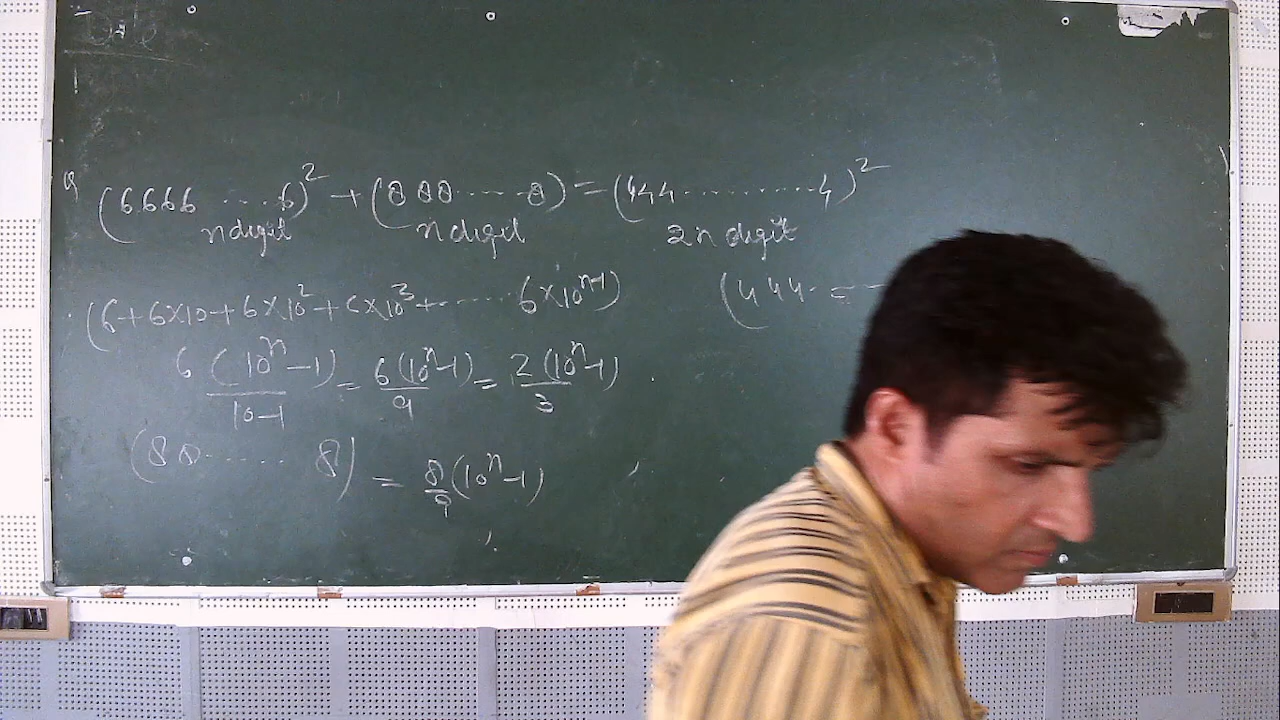 Q (6666 ....6)² + (888.....8) = (444..........4)²
n digit n digit 2n digit
(6+6×10+6×10²+6×10³+....... 6×10ⁿ⁻¹) (444.
6 (10ⁿ-1)/10-1 = 6(10ⁿ-1)/9 = 2(10ⁿ-1)/3
(88...... 8) = 8/9(10ⁿ-1)